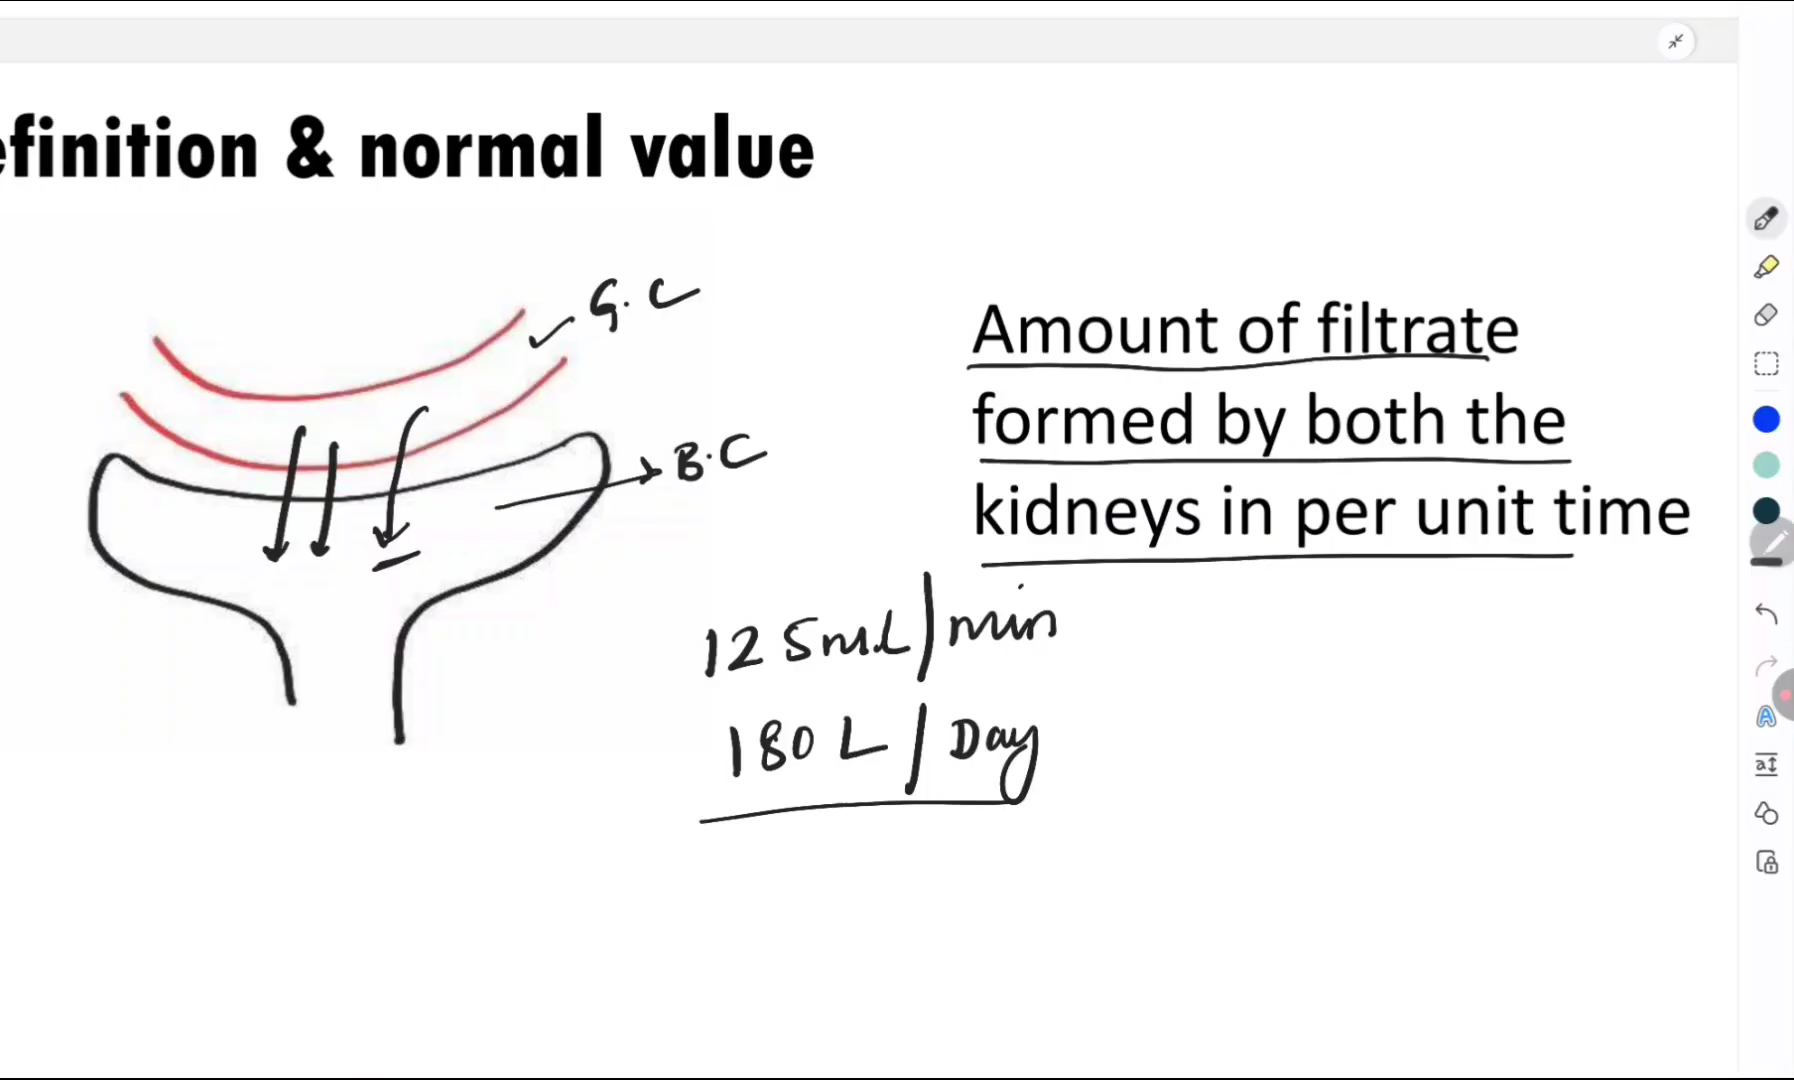 efinition & normal value
G.C
B.C
Amount of filtrate
formed by both the
kidneys in per unit time
125mL/min
180 L/Day